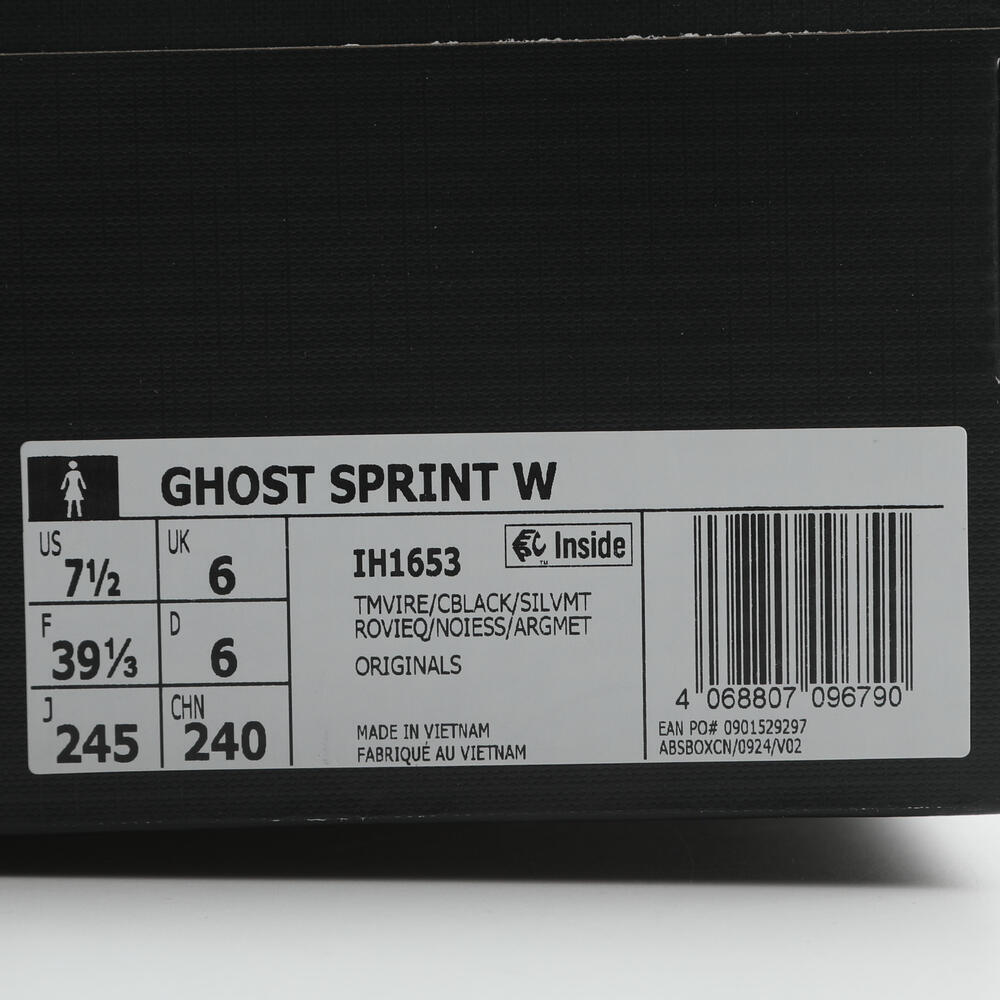 GHOST SPRINT W
US 7½ UK 6
F 39⅓ D 6
J 245 CHN 240
IH1653
Inside™
TMVIRE/CBLACK/SILVMT
ROVIEQ/NOIESS/ARGMET
ORIGINALS
MADE IN VIETNAM
FABRIQUÉ AU VIETNAM
4 068807 096790
EAN PO# 0901529297
ABSBOXCN/0924/V02